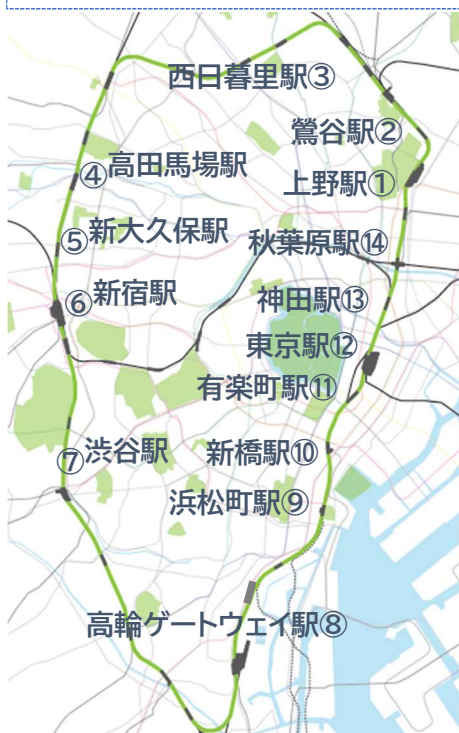 西日暮里駅③
鶯谷駅②
④高田馬場駅
上野駅①
⑤新大久保駅
秋葉原駅⑭
⑥新宿駅
神田駅⑬
東京駅⑫
有楽町駅⑪
⑦渋谷駅
新橋駅⑩
浜松町駅⑨
高輪ゲートウェイ駅⑧